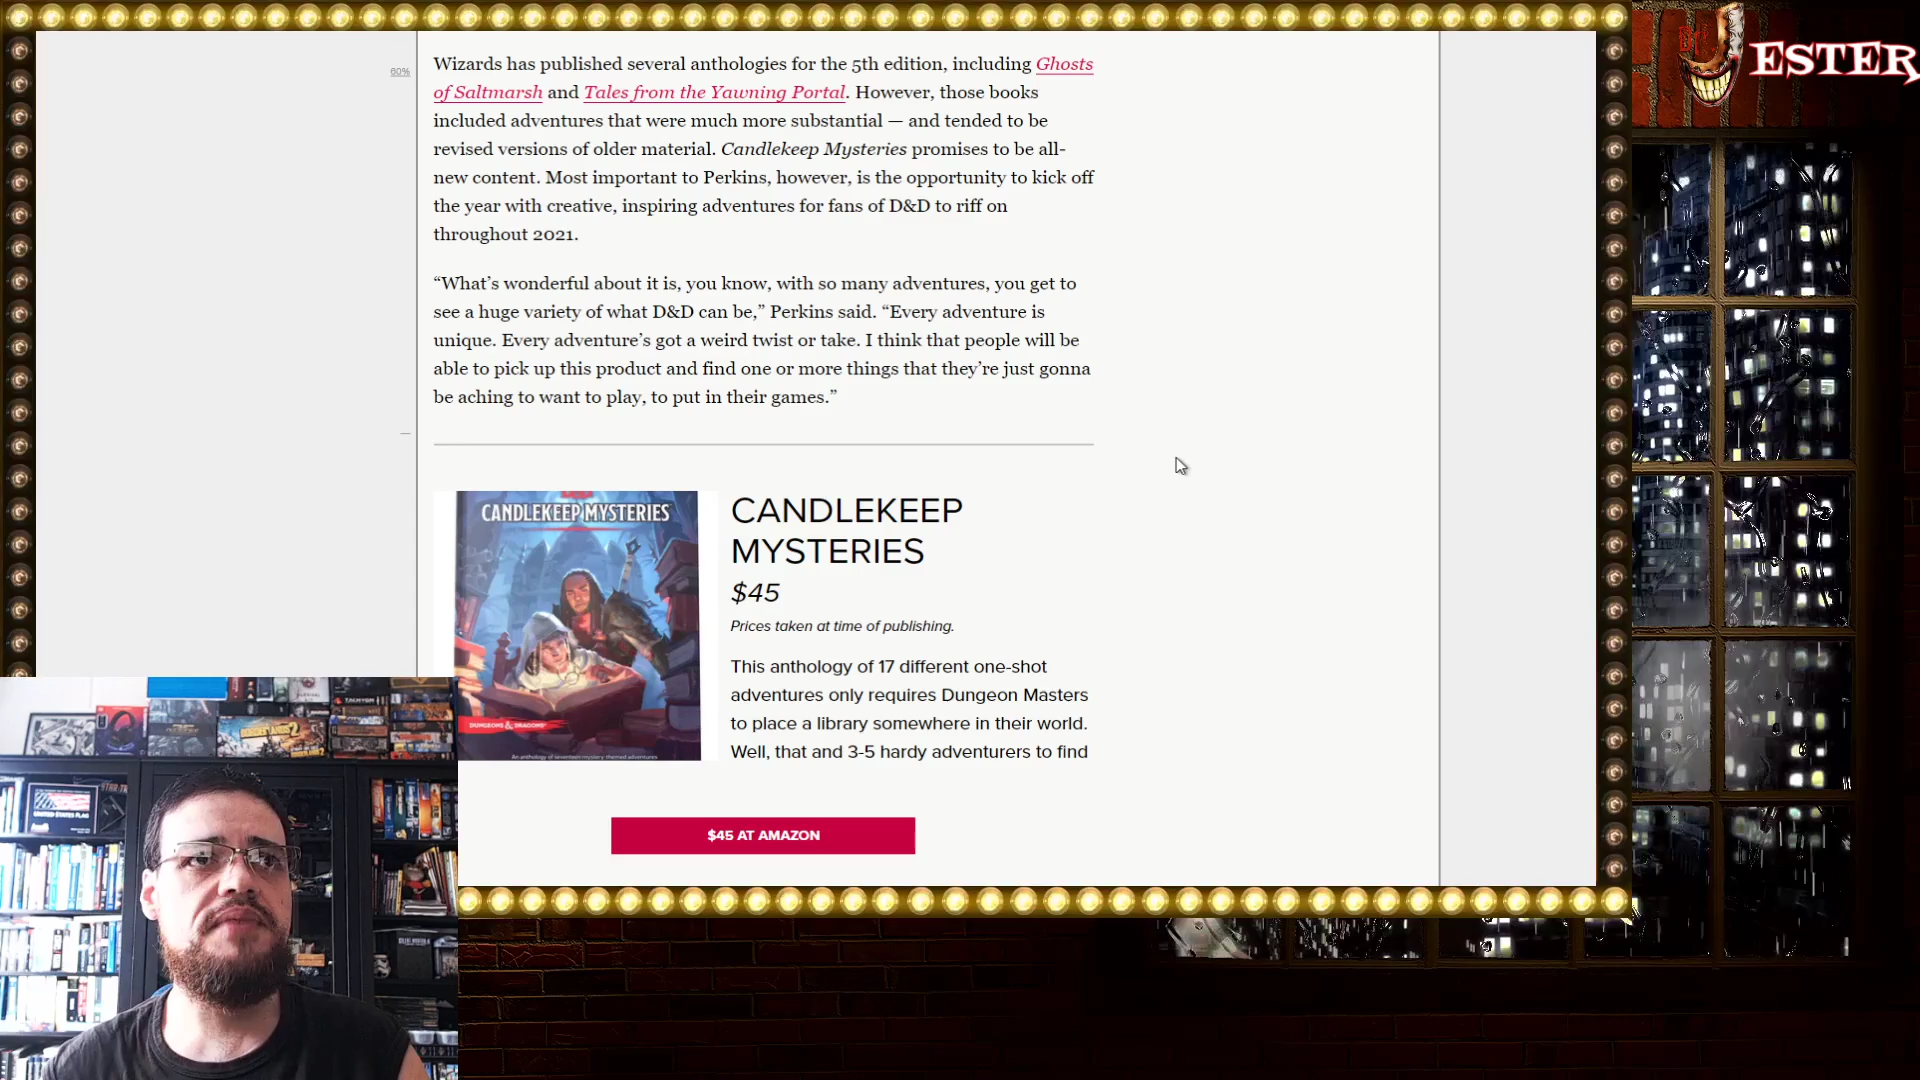 ESTER
60%
Wizards has published several anthologies for the 5th edition, including Ghosts
of Saltmarsh and Tales from the Yawning Portal. However, those books
included adventures that were much more substantial — and tended to be
revised versions of older material. Candlekeep Mysteries promises to be all-
new content. Most important to Perkins, however, is the opportunity to kick off
the year with creative, inspiring adventures for fans of D&D to riff on
throughout 2021.
“What’s wonderful about it is, you know, with so many adventures, you get to
see a huge variety of what D&D can be,” Perkins said. “Every adventure is
unique. Every adventure’s got a weird twist or take. I think that people will be
able to pick up this product and find one or more things that they’re just gonna
be aching to want to play, to put in their games.”
CANDLEKEEP MYSTERIES
DUNGEONS & DRAGONS
An anthology of seventeen mystery-themed adventures
CANDLEKEEP
MYSTERIES
$45
Prices taken at time of publishing.
This anthology of 17 different one-shot
adventures only requires Dungeon Masters
to place a library somewhere in their world.
Well, that and 3-5 hardy adventurers to find
$45 AT AMAZON
BORDERLANDS 2
UNITED STATES FLAG